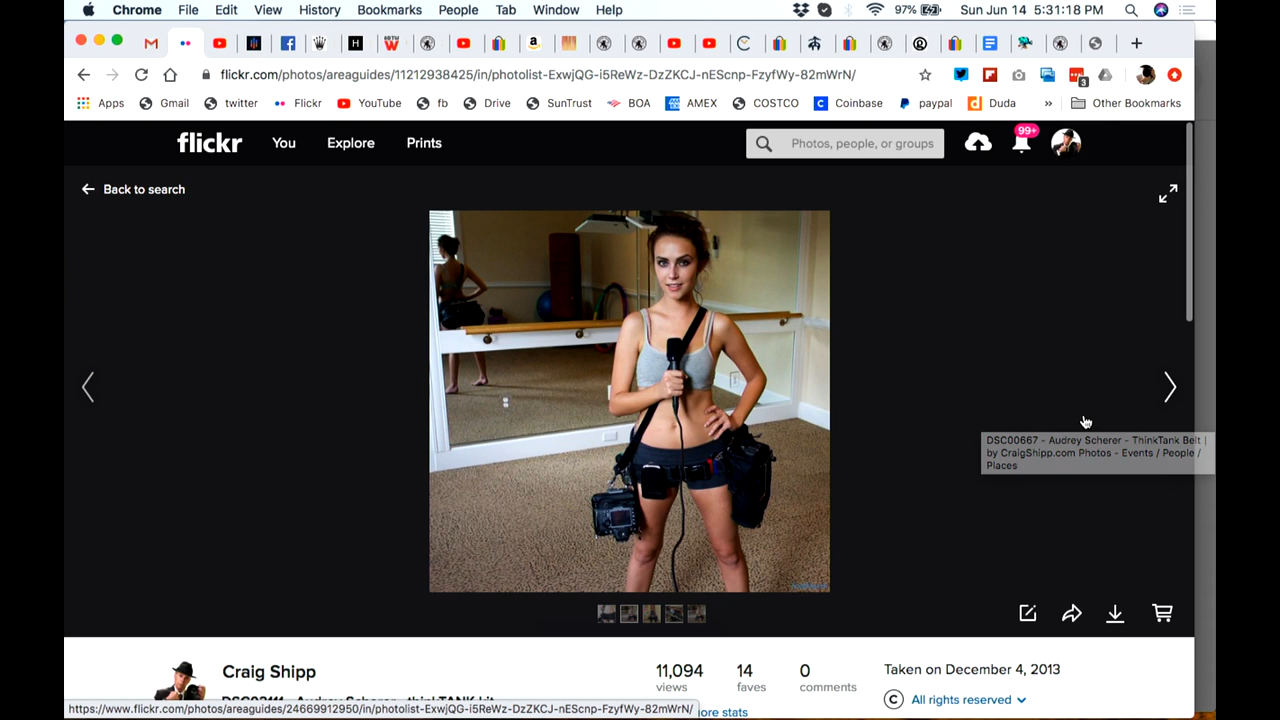 Chrome File Edit View History Bookmarks People Tab Window Help 97% Sun Jun 14 5:31:18 PM
flickr.com/photos/areaguides/11212938425/in/photolist-ExwjQG-i5ReWz-DzZKCJ-nEScnp-FzyfWy-82mWrN/
3
Apps Gmail twitter Flickr YouTube fb Drive SunTrust BOA AMEX COSTCO Coinbase paypal Duda » Other Bookmarks
flickr You Explore Prints Photos, people, or groups 99+
Back to search
DSC00667 - Audrey Scherer - ThinkTank Belt |
by CraigShipp.com Photos - Events / People /
Places
Craig Shipp
11,094 14 0
views faves comments
Taken on December 4, 2013
All rights reserved
https://www.flickr.com/photos/areaguides/24669912950/in/photolist-ExwjQG-i5ReWz-DzZKCJ-nEScnp-FzyfWy-82mWrN/
ore stats